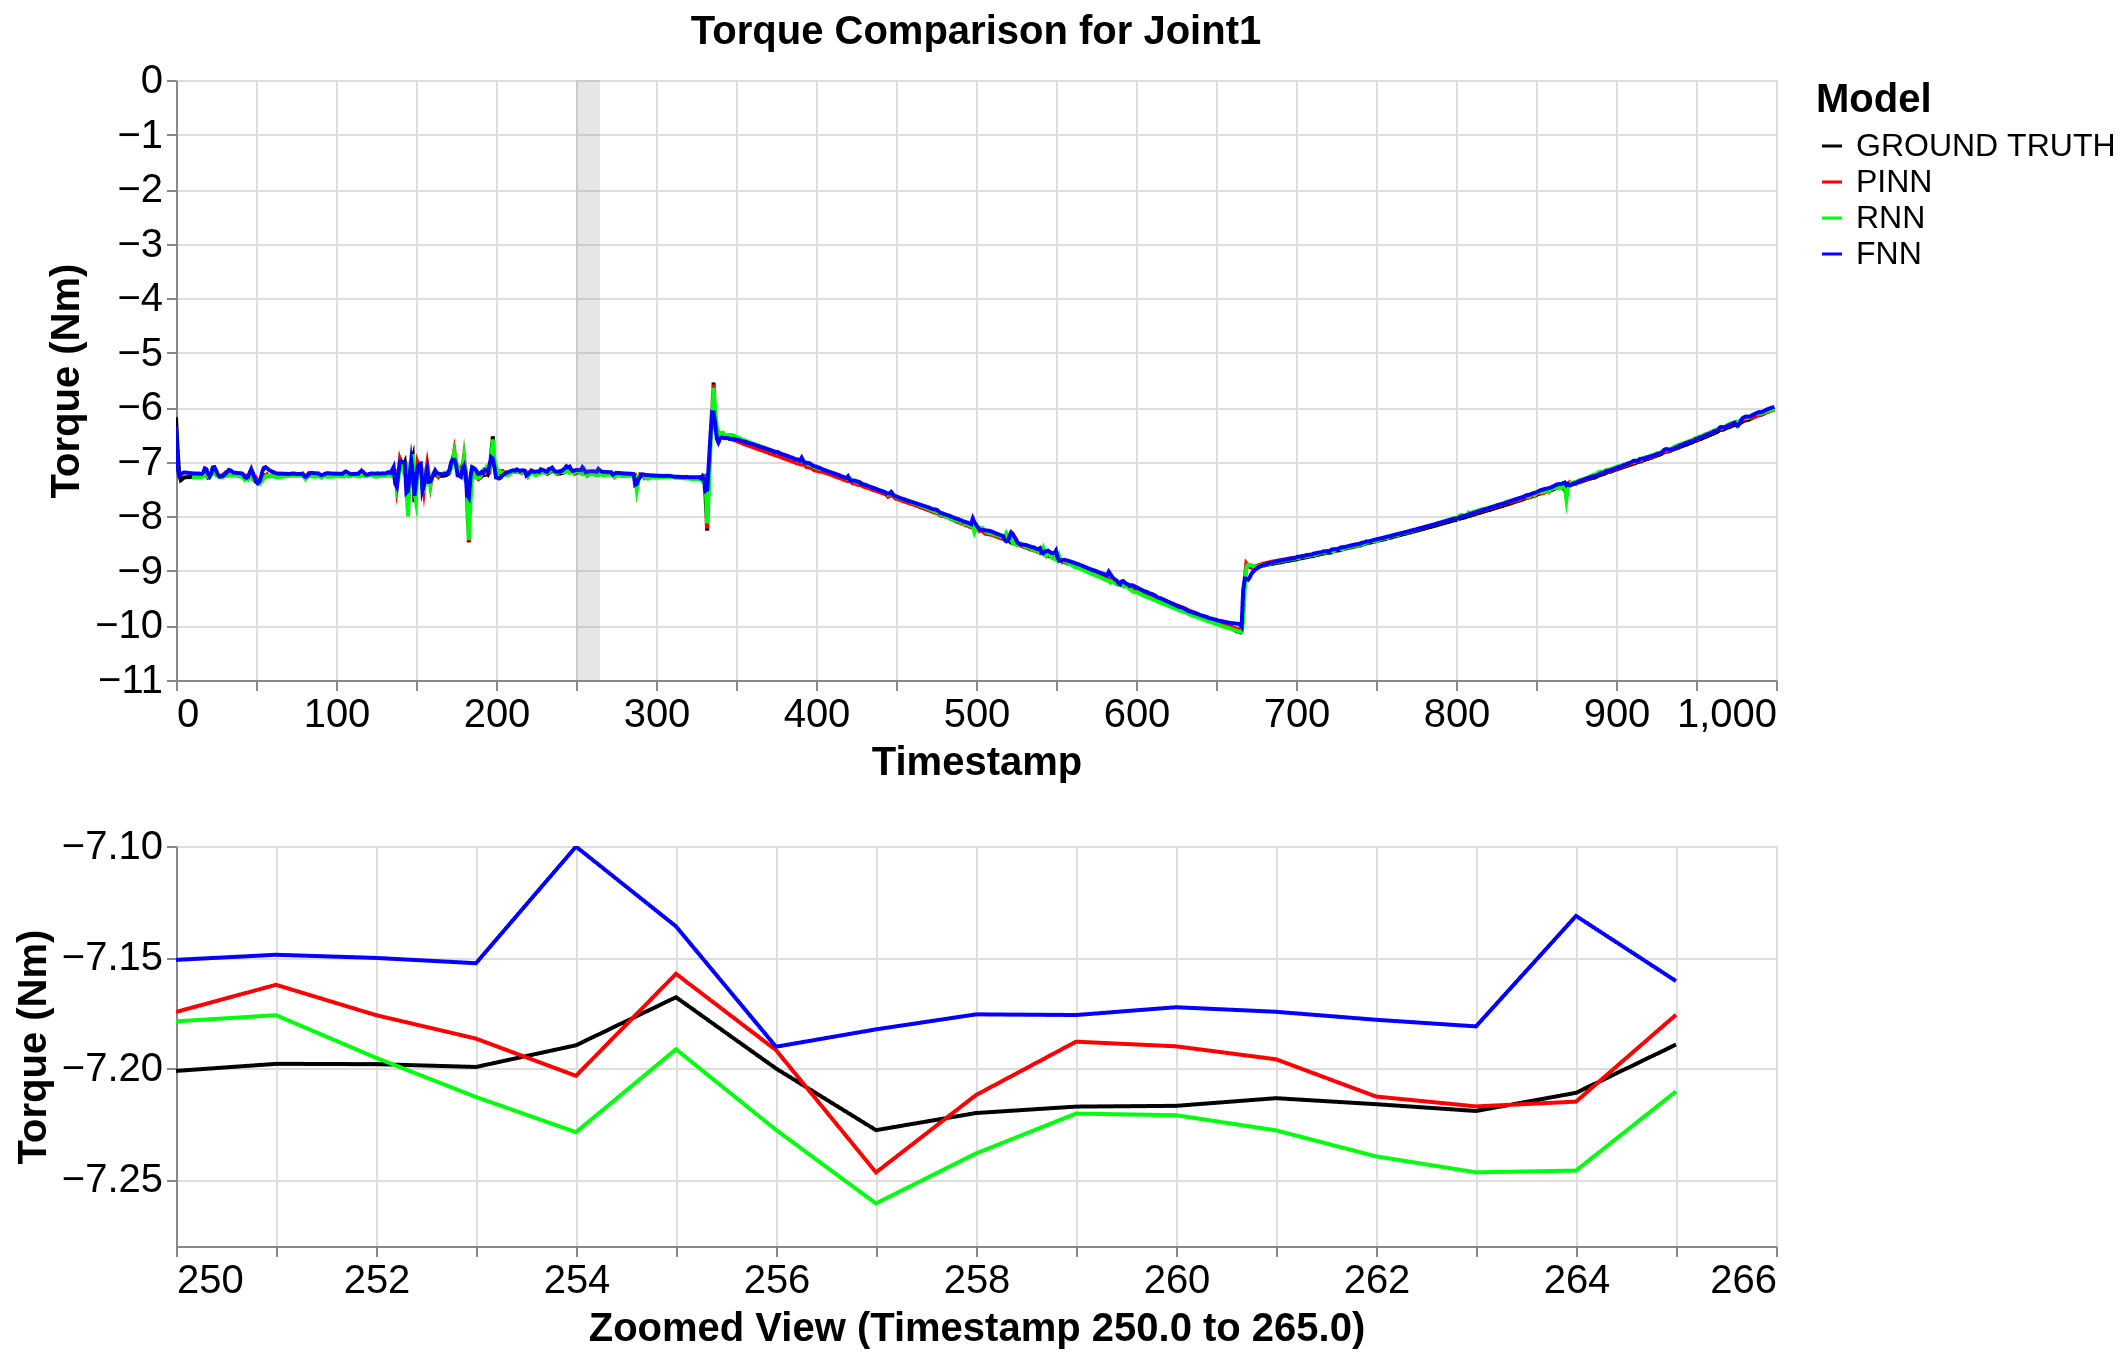 Torque Comparison for Joint1
Torque (Nm)
0
−1
−2
−3
−4
−5
−6
−7
−8
−9
−10
−11
0 100 200 300 400 500 600 700 800 900 1,000
Timestamp
Model
GROUND TRUTH
PINN
RNN
FNN
Torque (Nm)
−7.10
−7.15
−7.20
−7.25
250 252 254 256 258 260 262 264 266
Zoomed View (Timestamp 250.0 to 265.0)